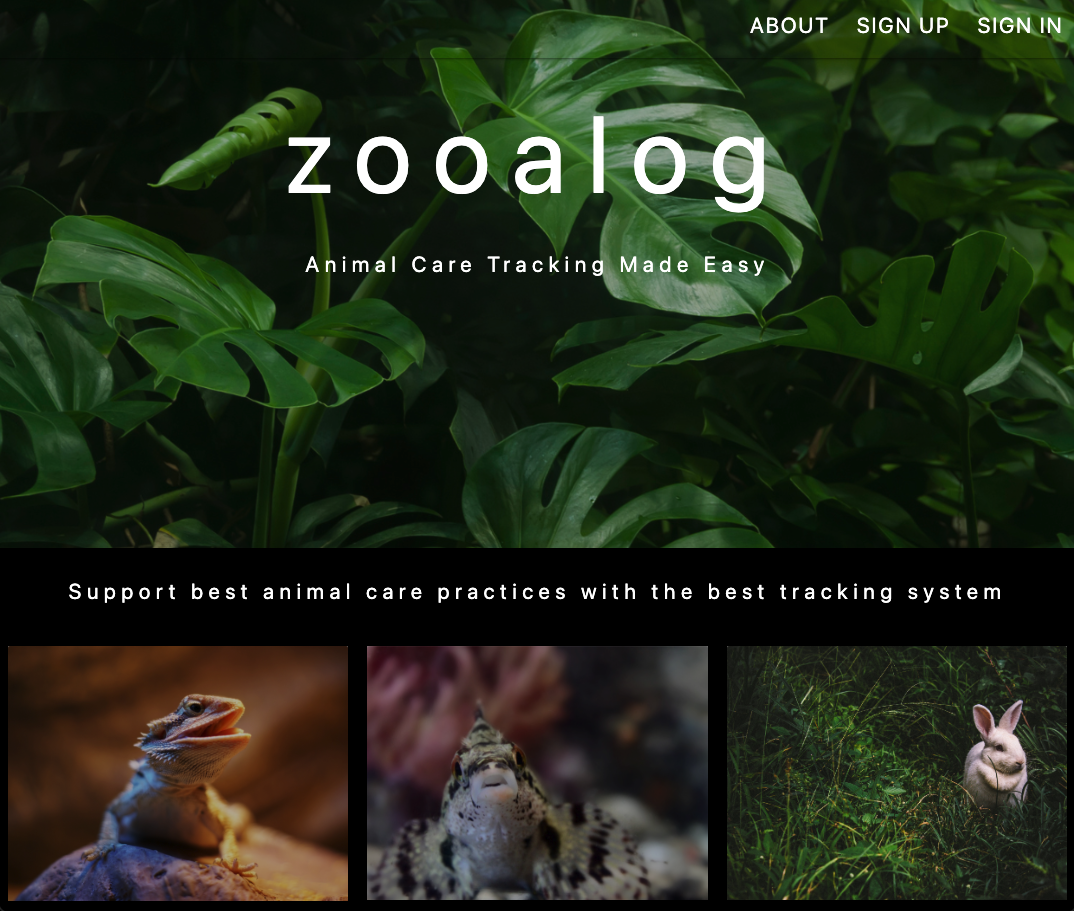 ABOUT SIGN UP SIGN IN
zooalog
Animal Care Tracking Made Easy
Support best animal care practices with the best tracking system